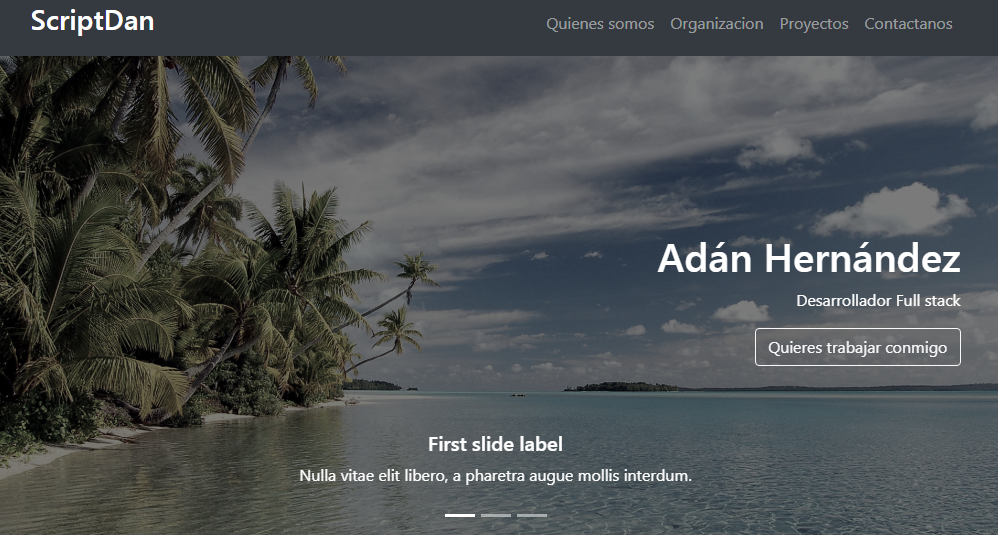 ScriptDan
Quienes somos Organizacion Proyectos Contactanos
Adán Hernández
Desarrollador Full stack
Quieres trabajar conmigo
First slide label
Nulla vitae elit libero, a pharetra augue mollis interdum.